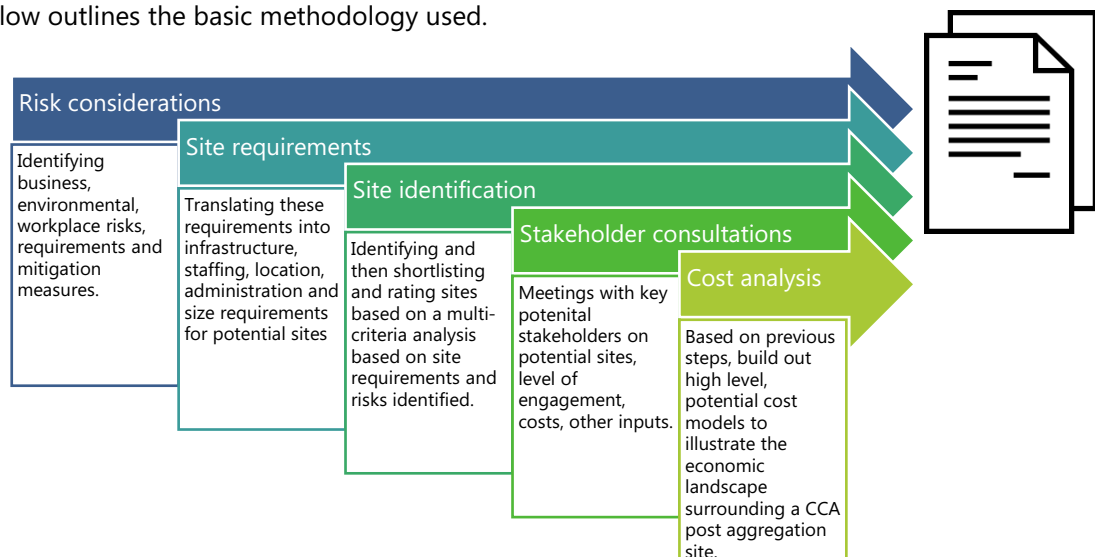 low outlines the basic methodology used.
Risk considerations
Identifying
business,
environmental,
workplace risks,
requirements and
mitigation
measures.
Site requirements
Translating these
requirements into
infrastructure,
staffing, location,
administration and
size requirements
for potential sites
Site identification
Identifying and
then shortlisting
and rating sites
based on a multi-
criteria analysis
based on site
requirements and
risks identified.
Stakeholder consultations
Meetings with key
potenital
stakeholders on
potential sites,
level of
engagement,
costs, other inputs.
Cost analysis
Based on previous
steps, build out
high level,
potential cost
models to
illustrate the
economic
landscape
surrounding a CCA
post aggregation
site.